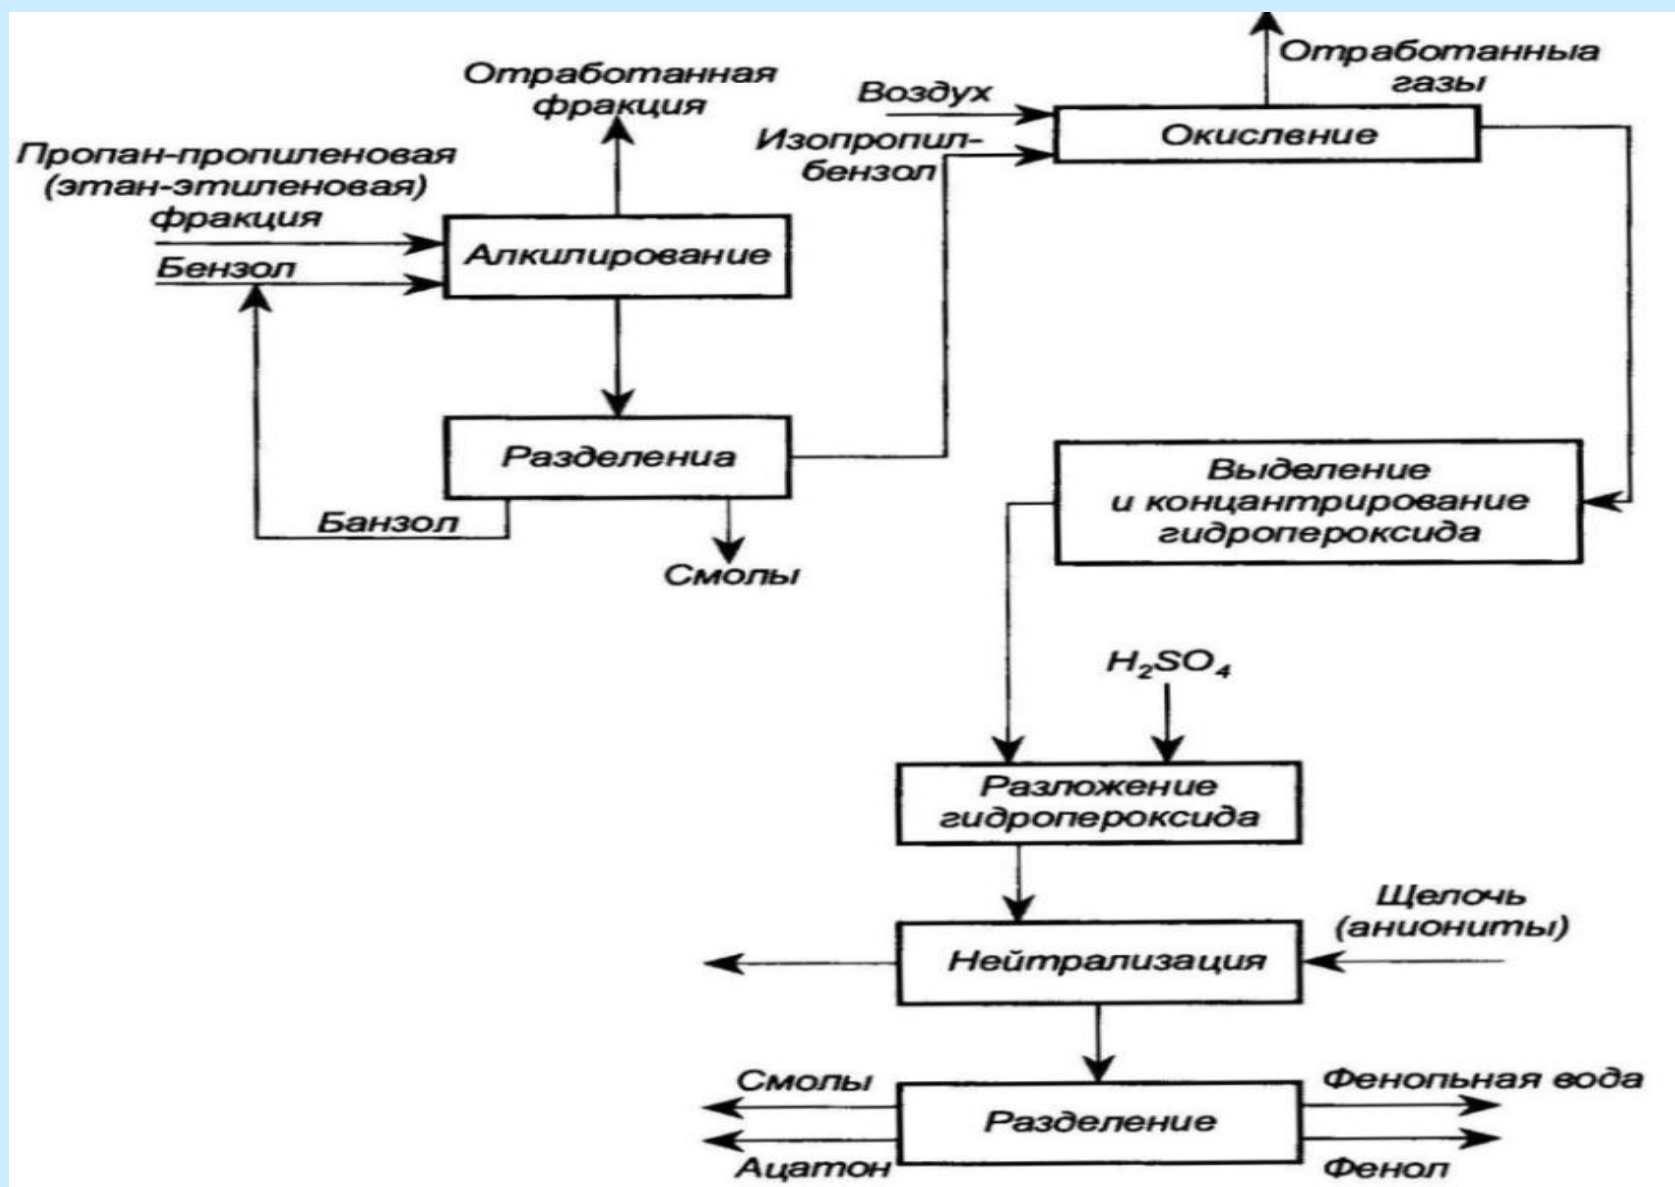 Отработанная
фракция
Пропан-пропиленовая
(этан-этиленовая)
фракция
Бензол
Алкилирование
Разделениа
Банзол
Смолы
Отработанныа
газы
Воздух
Изопропил-
бензол
Окислвние
Выделение
и концантрирование
гидропероксида
H₂SO₄
Разложение
гидропероксида
Щелочь
(аниониты)
Нейтрализация
Смолы
Ацатон
Разделение
Фенольная вода
Фенол